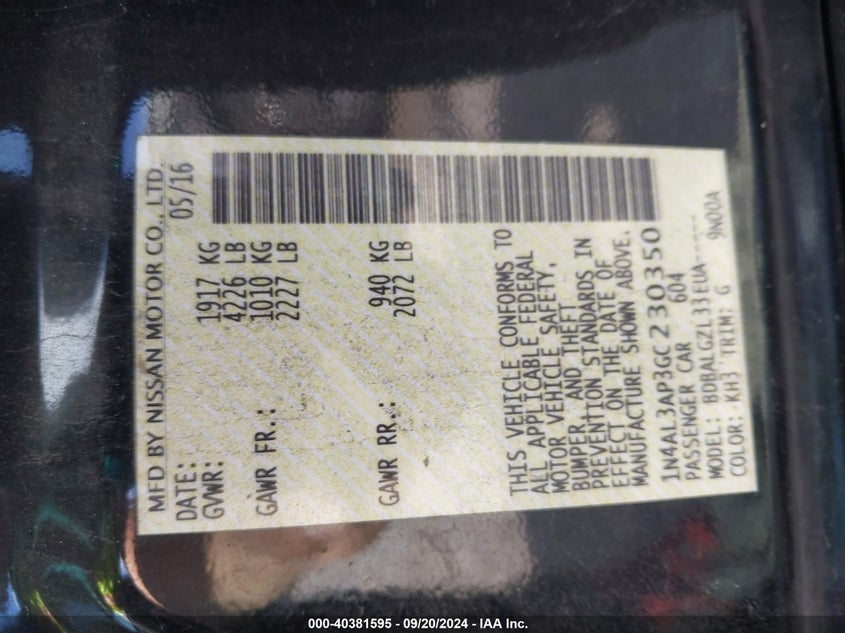 MFD BY NISSAN MOTOR CO., LTD.
DATE: 05/16
GVWR: 1917 KG
4226 LB
GAWR FR.: 1010 KG
2227 LB
GAWR RR.: 940 KG
2072 LB
THIS VEHICLE CONFORMS TO
ALL APPLICABLE FEDERAL
MOTOR VEHICLE SAFETY,
BUMPER, AND THEFT
PREVENTION STANDARDS IN
EFFECT ON THE DATE OF
MANUFACTURE SHOWN ABOVE.
1N4AL3AP3GC230350
PASSENGER CAR 604
MODEL: BDBALGZL33EUA-----
COLOR: KH3 TRIM: G 9N00A
000-40381595 - 09/20/2024 - IAA Inc.